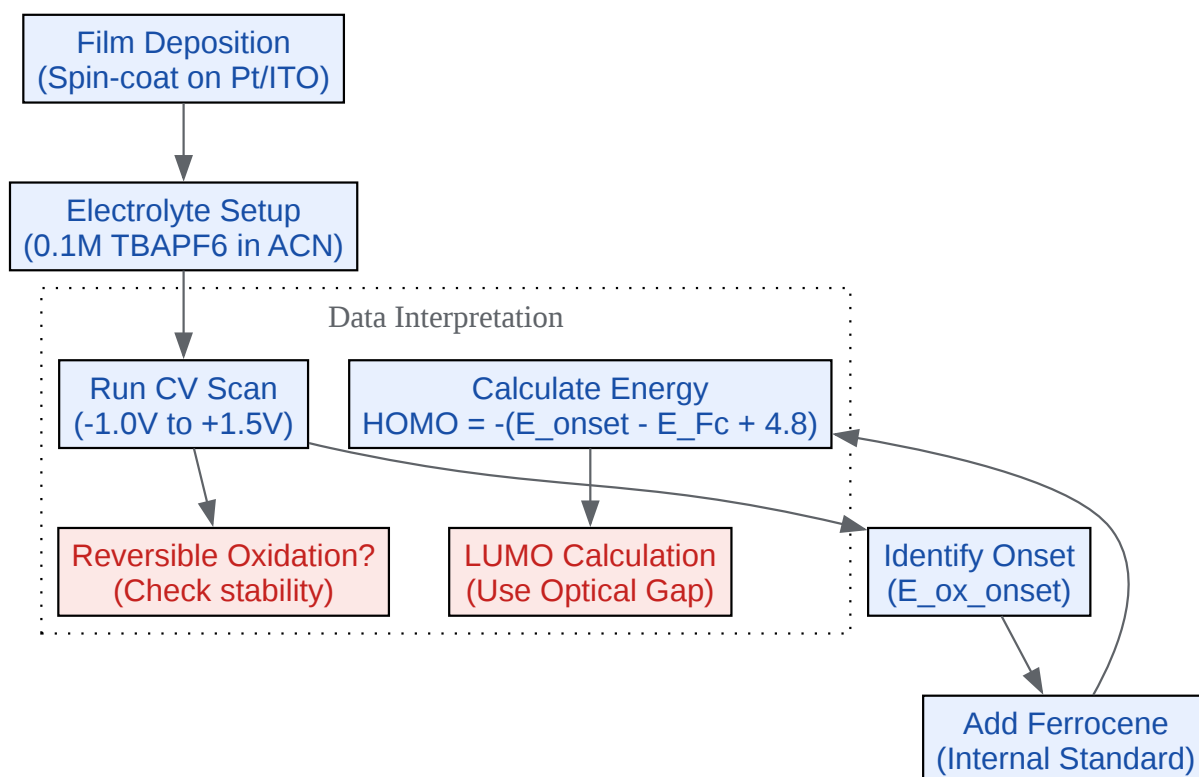 Film Deposition
(Spin-coat on Pt/ITO)
Electrolyte Setup
(0.1M TBAPF6 in ACN)
Data Interpretation
Run CV Scan
(-1.0V to +1.5V)
Calculate Energy
HOMO = -(E_onset - E_Fc + 4.8)
Reversible Oxidation?
(Check stability)
LUMO Calculation
(Use Optical Gap)
Identify Onset
(E_ox_onset)
Add Ferrocene
(Internal Standard)